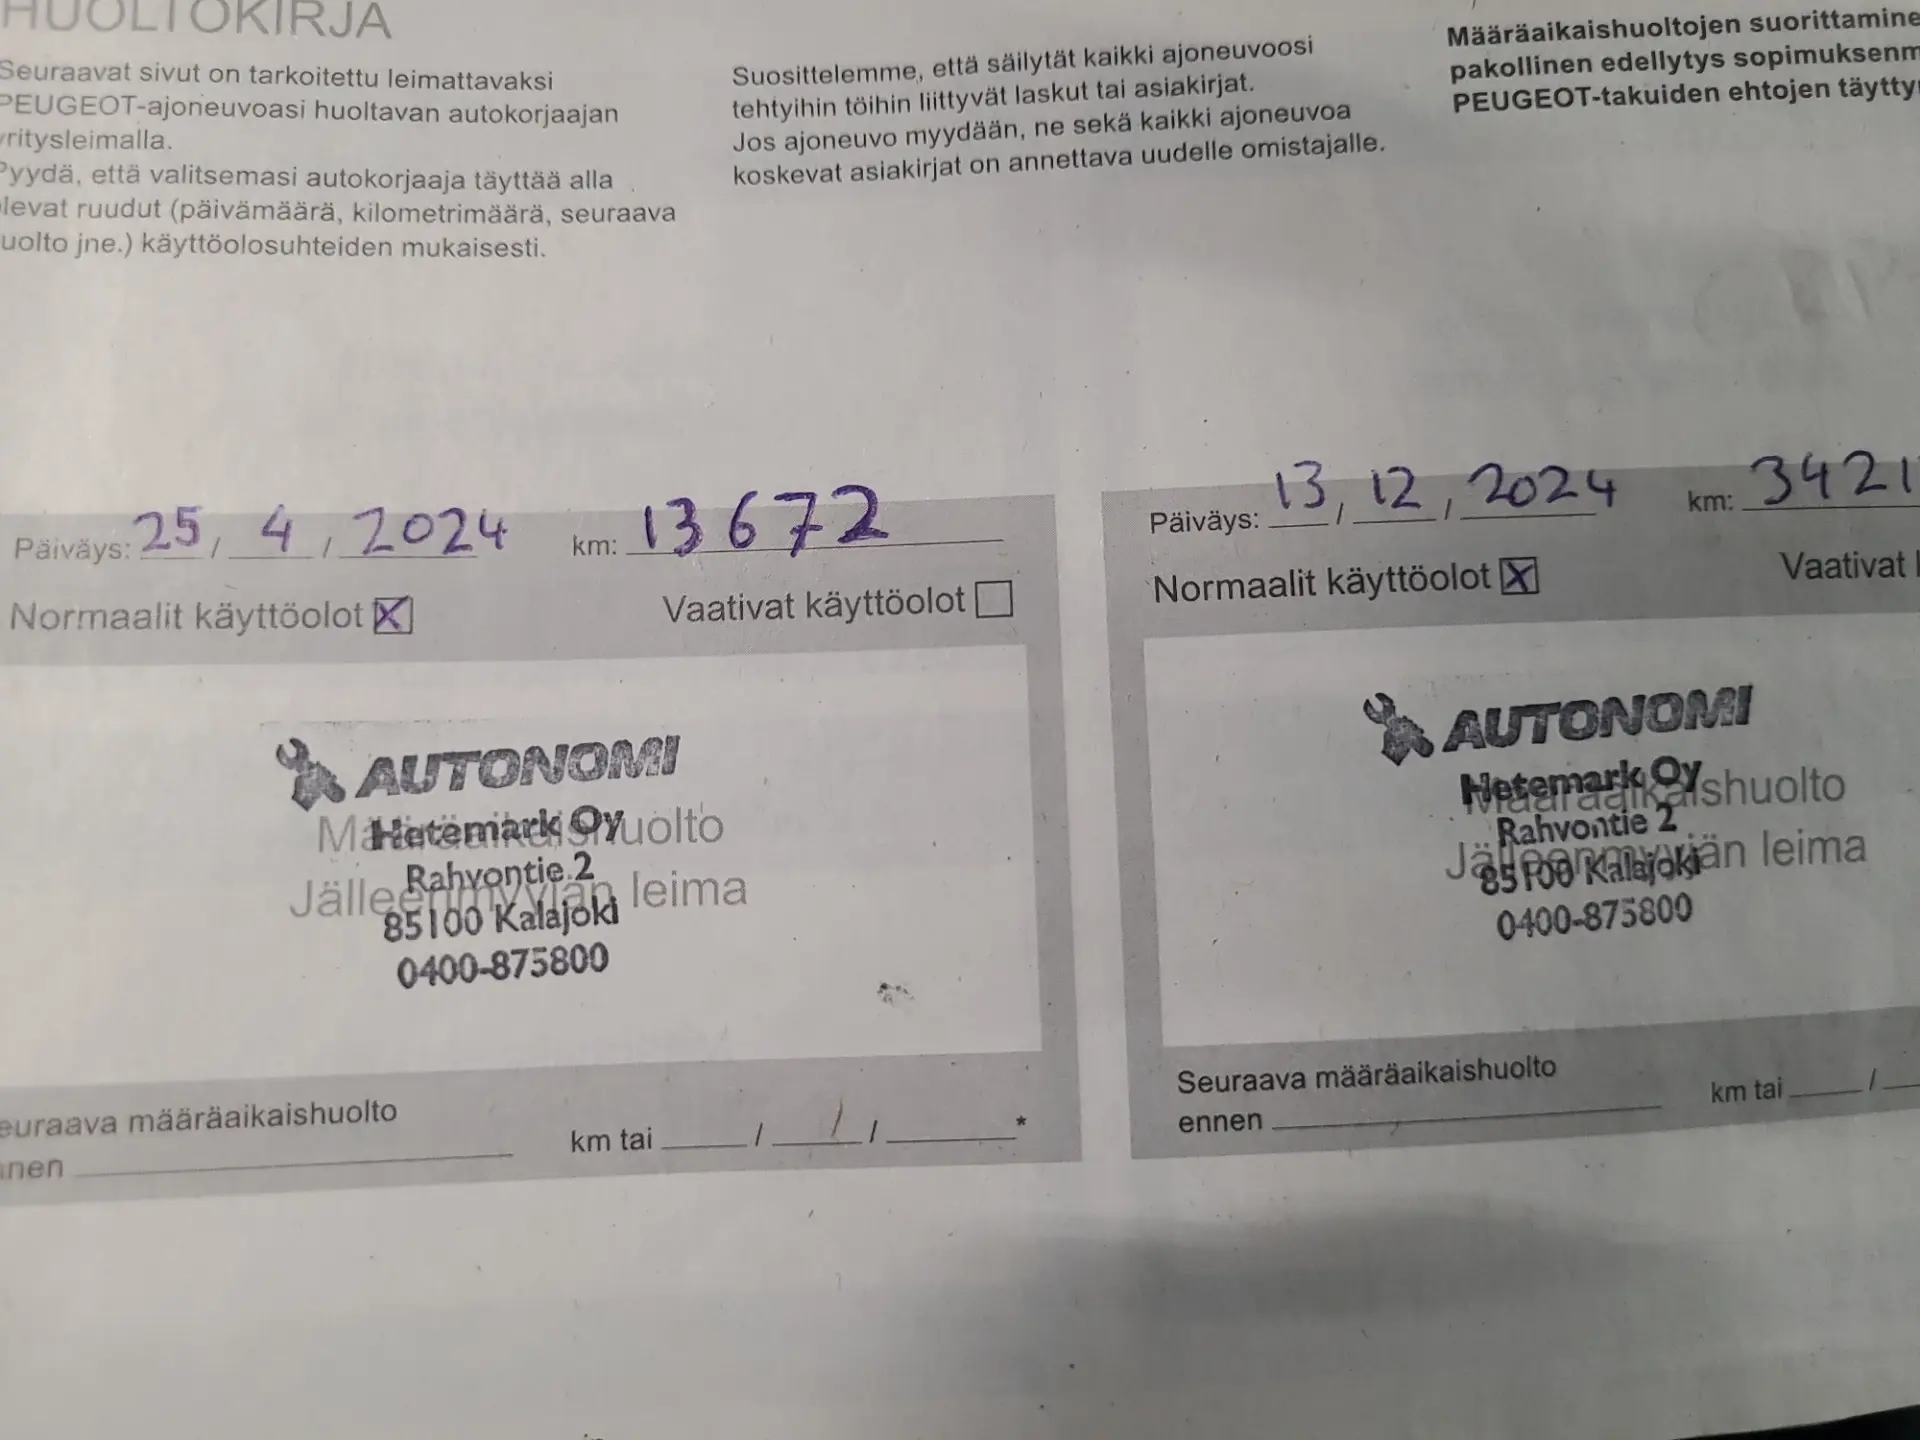 HUOLTOKIRJA
Seuraavat sivut on tarkoitettu leimattavaksi
PEUGEOT-ajoneuvoasi huoltavan autokorjaajan
yritysleimalla.
Pyydä, että valitsemasi autokorjaaja täyttää alla
levat ruudut (päivämäärä, kilometrimäärä, seuraava
uolto jne.) käyttöolosuhteiden mukaisesti.
Suosittelemme, että säilytät kaikki ajoneuvoosi
tehtyihin töihin liittyvät laskut tai asiakirjat.
Jos ajoneuvo myydään, ne sekä kaikki ajoneuvoa
koskevat asiakirjat on annettava uudelle omistajalle.
Määräaikaishuoltojen suorittamine
pakollinen edellytys sopimuksenm
PEUGEOT-takuiden ehtojen täytty
Päiväys: 25 / 4 / 2024 km: 13672
Normaalit käyttöolot X Vaativat käyttöolot
AUTONOMI
Määräaikaishuolto
Hetemark Oy
Rahvontie 2
Jälleenmyyjän leima
85100 Kalajoki
0400-875800
euraava määräaikaishuolto
nnen km tai / / *
Päiväys: 13 / 12 / 2024 km: 3421
Normaalit käyttöolot X Vaativat
AUTONOMI
Määräaikaishuolto
Hetemark Oy
Rahvontie 2
Jälleenmyyjän leima
85100 Kalajoki
0400-875800
Seuraava määräaikaishuolto
ennen km tai /